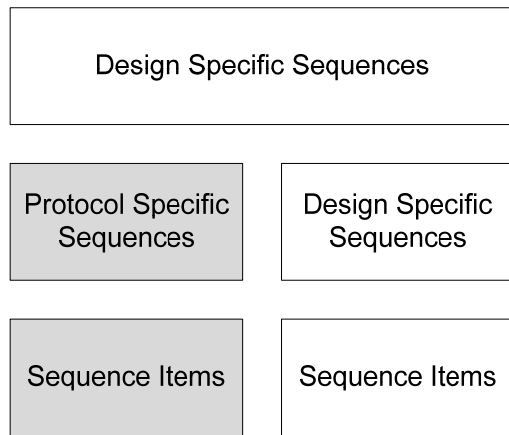 Design Specific Sequences
Protocol Specific
Sequences
Design Specific
Sequences
Sequence Items
Sequence Items